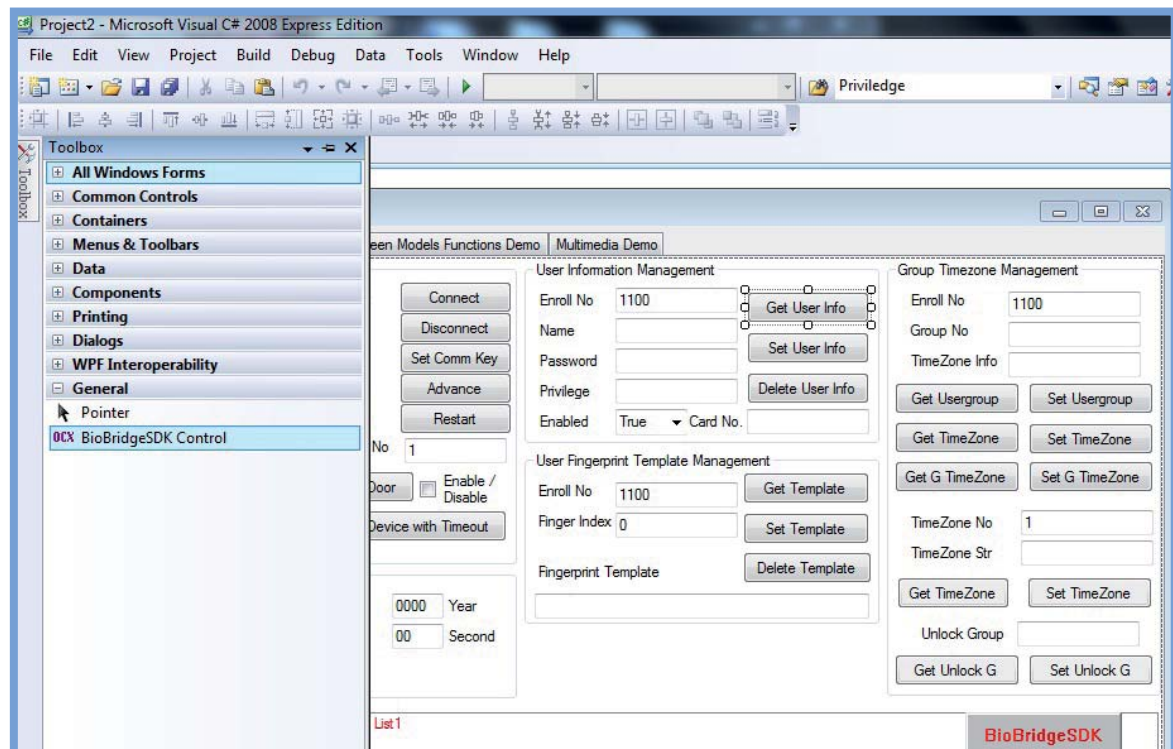 Project2 - Microsoft Visual C# 2008 Express Edition
File Edit View Project Build Debug Data Tools Window Help
Priviledge
Toolbox
Toolbox
All Windows Forms
Common Controls
Containers
Menus & Toolbars
Data
Components
Printing
Dialogs
WPF Interoperability
General
Pointer
OCX BioBridgeSDK Control
een Models Functions Demo
Multimedia Demo
Connect
Disconnect
Set Comm Key
Advance
Restart
No 1
Door
Enable / Disable
Device with Timeout
0000 Year
00 Second
User Information Management
Enroll No 1100
Get User Info
Name
Set User Info
Password
Privilege
Delete User Info
Enabled True Card No.
User Fingerprint Template Management
Enroll No 1100
Get Template
Finger Index 0
Set Template
Fingerprint Template
Delete Template
Group Timezone Management
Enroll No 1100
Group No
TimeZone Info
Get Usergroup
Set Usergroup
Get TimeZone
Set TimeZone
Get G TimeZone
Set G TimeZone
TimeZone No 1
TimeZone Str
Get TimeZone
Set TimeZone
Unlock Group
Get Unlock G
Set Unlock G
List1
BioBridgeSDK